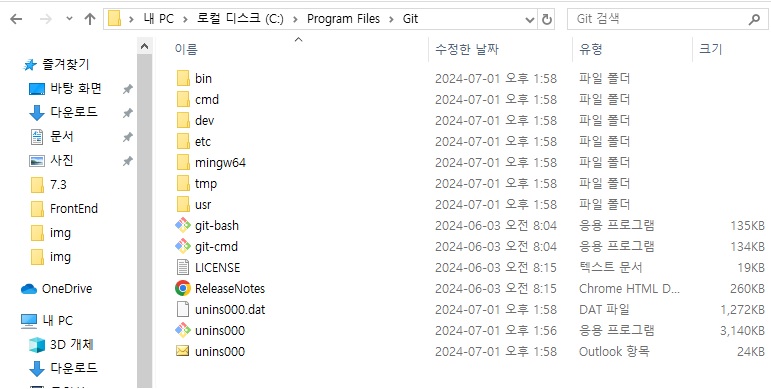 내 PC > 로컬 디스크 (C:) > Program Files > Git
Git 검색
이름 수정한 날짜 유형 크기
즐겨찾기
바탕 화면
다운로드
문서
사진
7.3
FrontEnd
img
img
OneDrive
내 PC
3D 개체
다운로드
bin 2024-07-01 오후 1:58 파일 폴더
cmd 2024-07-01 오후 1:58 파일 폴더
dev 2024-07-01 오후 1:58 파일 폴더
etc 2024-07-01 오후 1:58 파일 폴더
mingw64 2024-07-01 오후 1:58 파일 폴더
tmp 2024-07-01 오후 1:58 파일 폴더
usr 2024-07-01 오후 1:58 파일 폴더
git-bash 2024-06-03 오전 8:04 응용 프로그램 135KB
git-cmd 2024-06-03 오전 8:04 응용 프로그램 134KB
LICENSE 2024-06-03 오전 8:15 텍스트 문서 19KB
ReleaseNotes 2024-06-03 오전 8:15 Chrome HTML D... 260KB
unins000.dat 2024-07-01 오후 1:58 DAT 파일 1,272KB
unins000 2024-07-01 오후 1:56 응용 프로그램 3,140KB
unins000 2024-07-01 오후 1:58 Outlook 항목 24KB